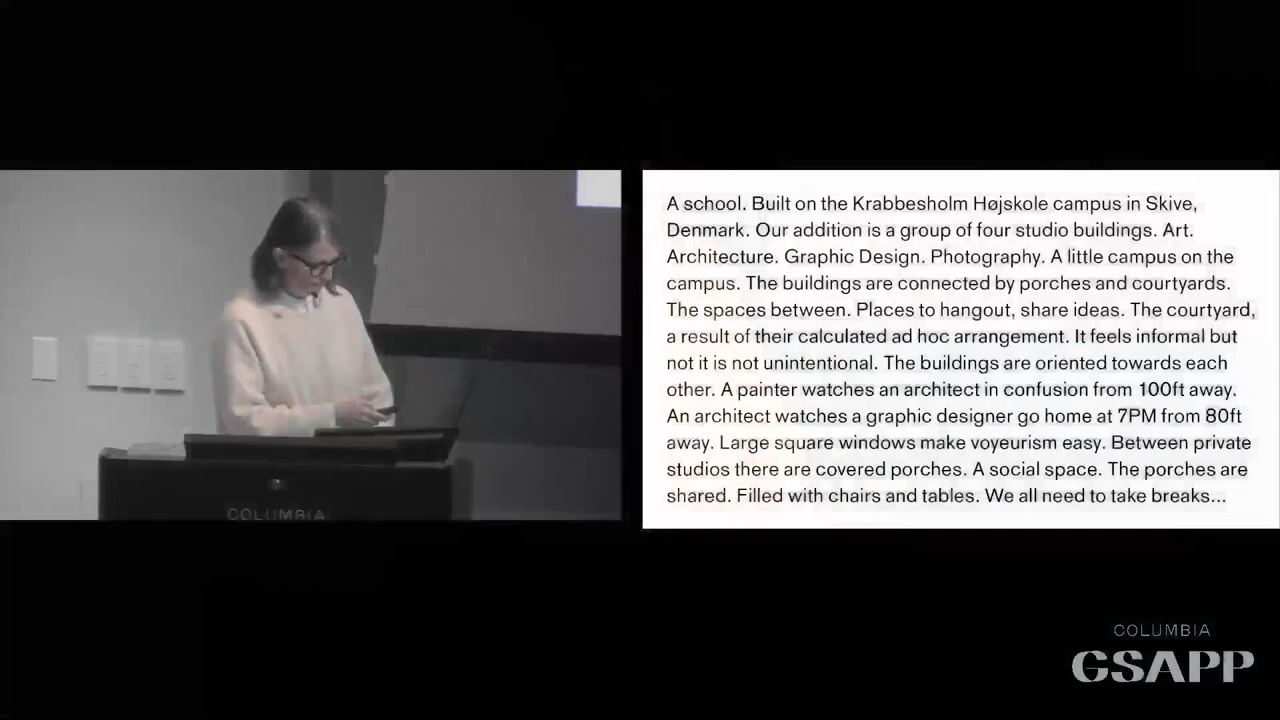 A school. Built on the Krabbesholm Højskole campus in Skive,
Denmark. Our addition is a group of four studio buildings. Art.
Architecture. Graphic Design. Photography. A little campus on the
campus. The buildings are connected by porches and courtyards.
The spaces between. Places to hangout, share ideas. The courtyard,
a result of their calculated ad hoc arrangement. It feels informal but
not it is not unintentional. The buildings are oriented towards each
other. A painter watches an architect in confusion from 100ft away.
An architect watches a graphic designer go home at 7PM from 80ft
away. Large square windows make voyeurism easy. Between private
studios there are covered porches. A social space. The porches are
shared. Filled with chairs and tables. We all need to take breaks...
COLUMBIA
COLUMBIA
GSAPP